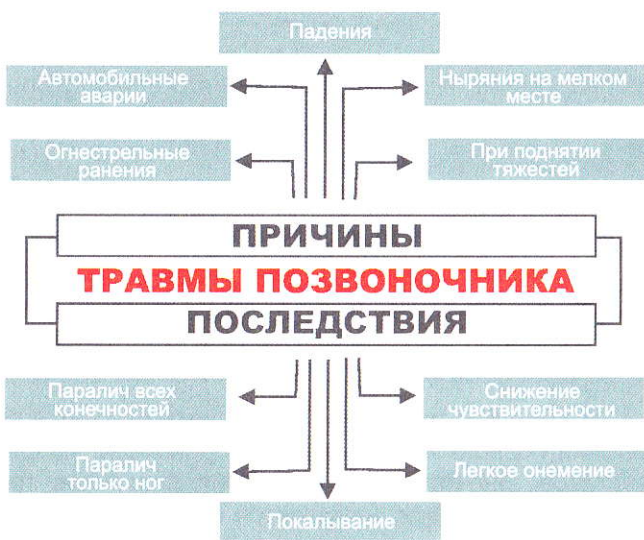 Падения
Автомобильные
аварии
Ныряния на мелком
месте
Огнестрельные
ранения
При поднятии
тяжестей
ПРИЧИНЫ
ТРАВМЫ ПОЗВОНОЧНИКА
ПОСЛЕДСТВИЯ
Паралич всех
конечностей
Снижение
чувствительности
Паралич
только ног
Легкое онемение
Покалывание